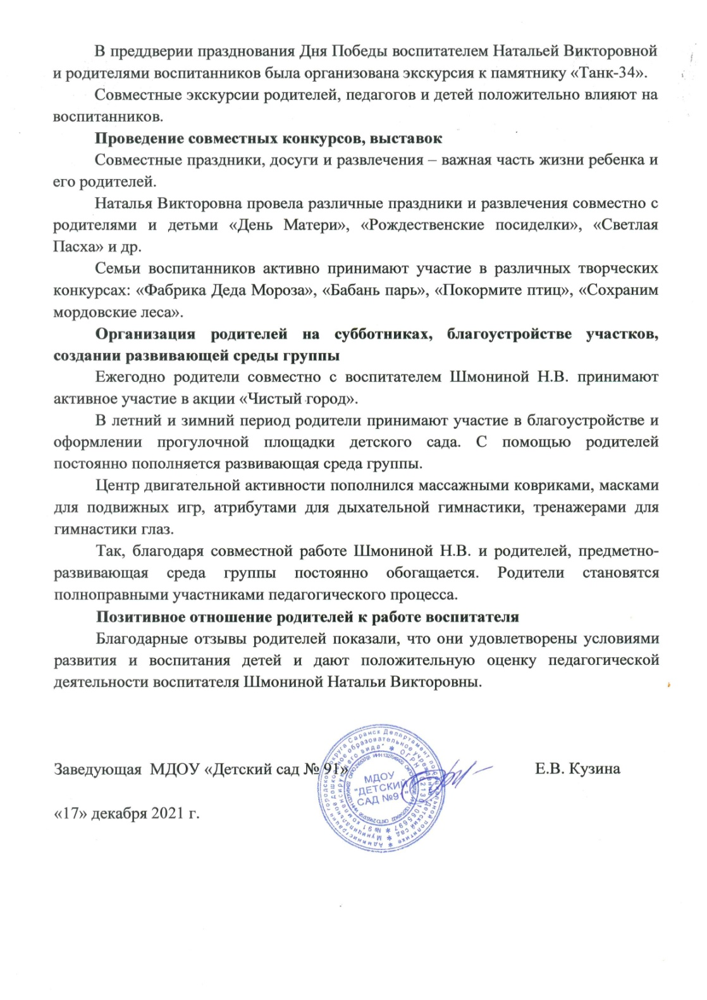 В преддверии празднования Дня Победы воспитателем Натальей Викторовной
и родителями воспитанников была организована экскурсия к памятнику «Танк-34».
Совместные экскурсии родителей, педагогов и детей положительно влияют на
воспитанников.
Проведение совместных конкурсов, выставок
Совместные праздники, досуги и развлечения – важная часть жизни ребенка и
его родителей.
Наталья Викторовна провела различные праздники и развлечения совместно с
родителями и детьми «День Матери», «Рождественские посиделки», «Светлая
Пасха» и др.
Семьи воспитанников активно принимают участие в различных творческих
конкурсах: «Фабрика Деда Мороза», «Бабань парь», «Покормите птиц», «Сохраним
мордовские леса».
Организация родителей на субботниках, благоустройстве участков,
создании развивающей среды группы
Ежегодно родители совместно с воспитателем Шмониной Н.В. принимают
активное участие в акции «Чистый город».
В летний и зимний период родители принимают участие в благоустройстве и
оформлении прогулочной площадки детского сада. С помощью родителей
постоянно пополняется развивающая среда группы.
Центр двигательной активности пополнился массажными ковриками, масками
для подвижных игр, атрибутами для дыхательной гимнастики, тренажерами для
гимнастики глаз.
Так, благодаря совместной работе Шмониной Н.В. и родителей, предметно-
развивающая среда группы постоянно обогащается. Родители становятся
полноправными участниками педагогического процесса.
Позитивное отношение родителей к работе воспитателя
Благодарные отзывы родителей показали, что они удовлетворены условиями
развития и воспитания детей и дают положительную оценку педагогической
деятельности воспитателя Шмониной Натальи Викторовны.
Заведующая МДОУ «Детский сад № 91» Е.В. Кузина
«17» декабря 2021 г.
МДОУ
"ДЕТСКИЙ
САД №91"